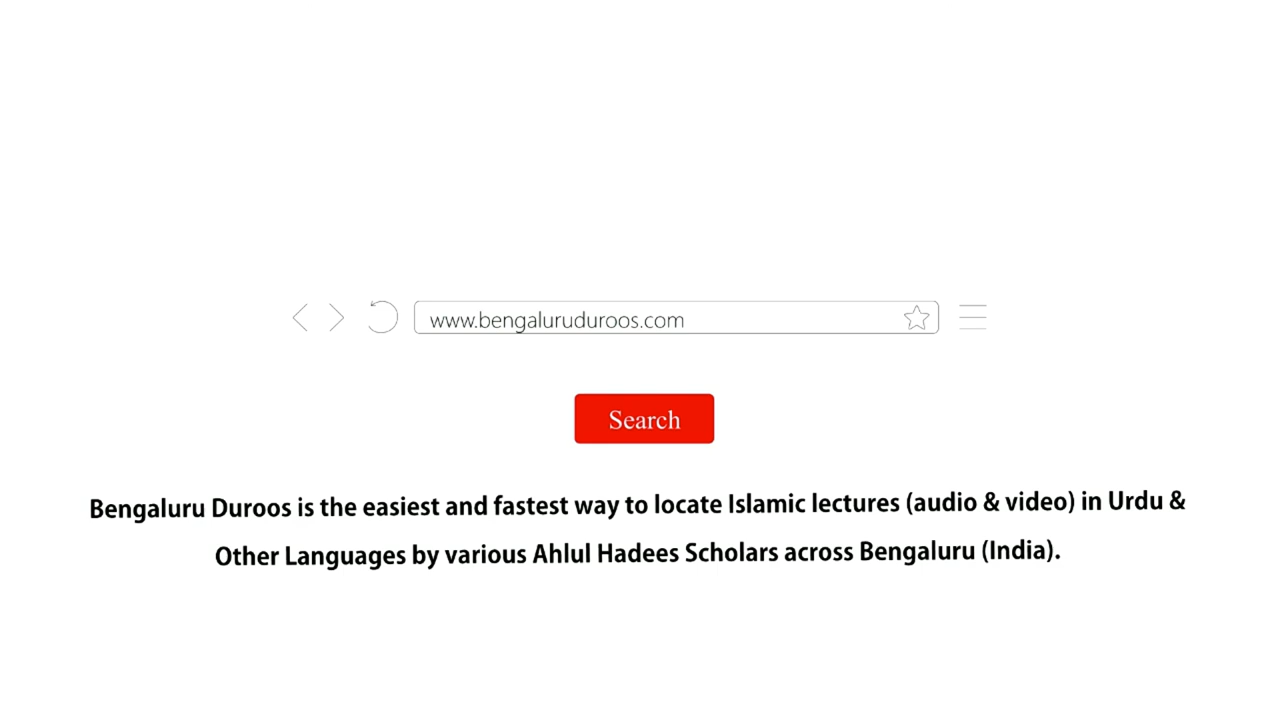 www.bengaluruduroos.com
Search
Bengaluru Duroos is the easiest and fastest way to locate Islamic lectures (audio & video) in Urdu &
Other Languages by various Ahlul Hadees Scholars across Bengaluru (India).